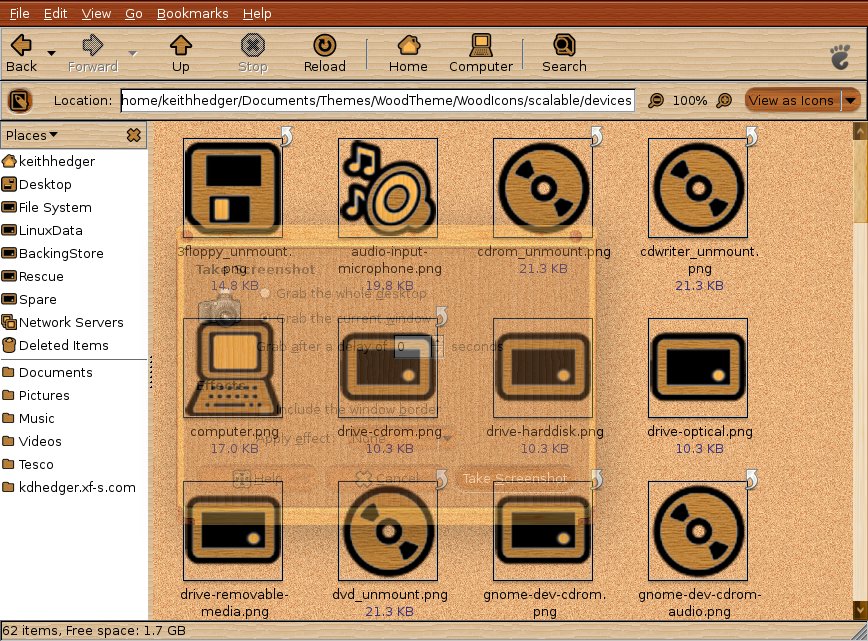 File Edit View Go Bookmarks Help
Back Forward Up Stop Reload Home Computer Search
Location: home/keithhedger/Documents/Themes/WoodTheme/WoodIcons/scalable/devices 100% View as Icons
Places
keithhedger
Desktop
File System
LinuxData
BackingStore
Rescue
Spare
Network Servers
Deleted Items
Documents
Pictures
Music
Videos
Tesco
kdhedger.xf-s.com
3floppy_unmount.
png
14.8 KB
audio-input-
microphone.png
19.8 KB
cdrom_unmount.png
21.3 KB
cdwriter_unmount.
png
21.3 KB
Take Screenshot
Grab the whole desktop
Grab the current window
Grab after a delay of 0 seconds
Effects
Include the window border
Apply effect: None
Help Cancel Take Screenshot
computer.png
17.0 KB
drive-cdrom.png
10.3 KB
drive-harddisk.png
10.3 KB
drive-optical.png
10.3 KB
drive-removable-
media.png
dvd_unmount.png
21.3 KB
gnome-dev-cdrom.
png
gnome-dev-cdrom-
audio.png
62 items, Free space: 1.7 GB